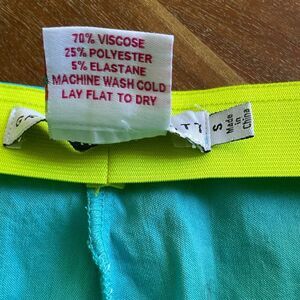 70% VISCOSE
25% POLYESTER
5% ELASTANE
MACHINE WASH COLD
LAY FLAT TO DRY
S
Made in
China